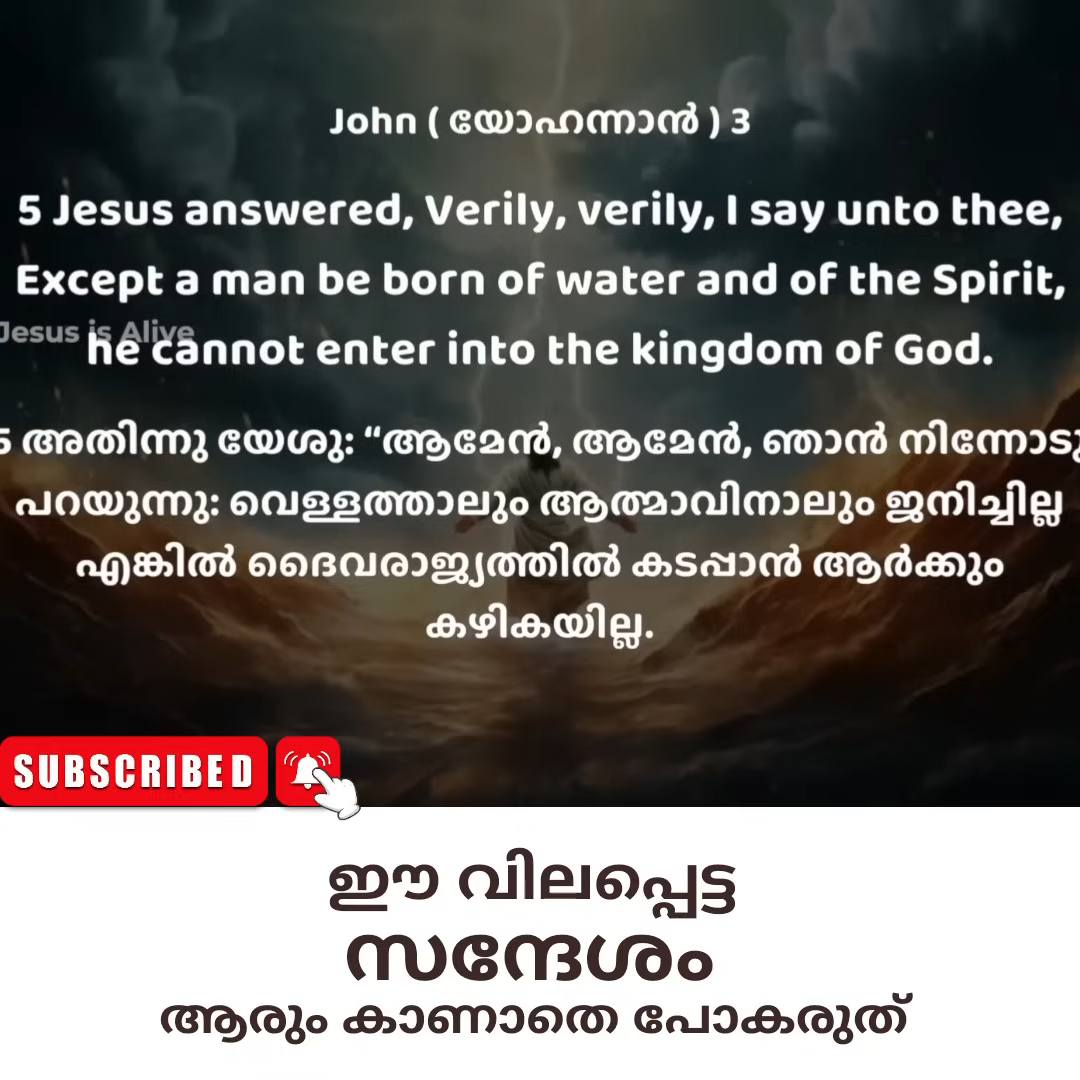 John ( യോഹന്നാൻ ) 3
5 Jesus answered, Verily, verily, I say unto thee,
Except a man be born of water and of the Spirit,
Jesus is Alive
he cannot enter into the kingdom of God.
5 അതിന്നു യേശു: “ആമേൻ, ആമേൻ, ഞാൻ നിന്നോടു
പറയുന്നു: വെള്ളത്താലും ആത്മാവിനാലും ജനിച്ചില്ല
എങ്കിൽ ദൈവരാജ്യത്തിൽ കടപ്പാൻ ആർക്കും
കഴികയില്ല.
SUBSCRIBED
ഈ വിലപ്പെട്ട
സന്ദേശം
ആരും കാണാതെ പോകരുത്